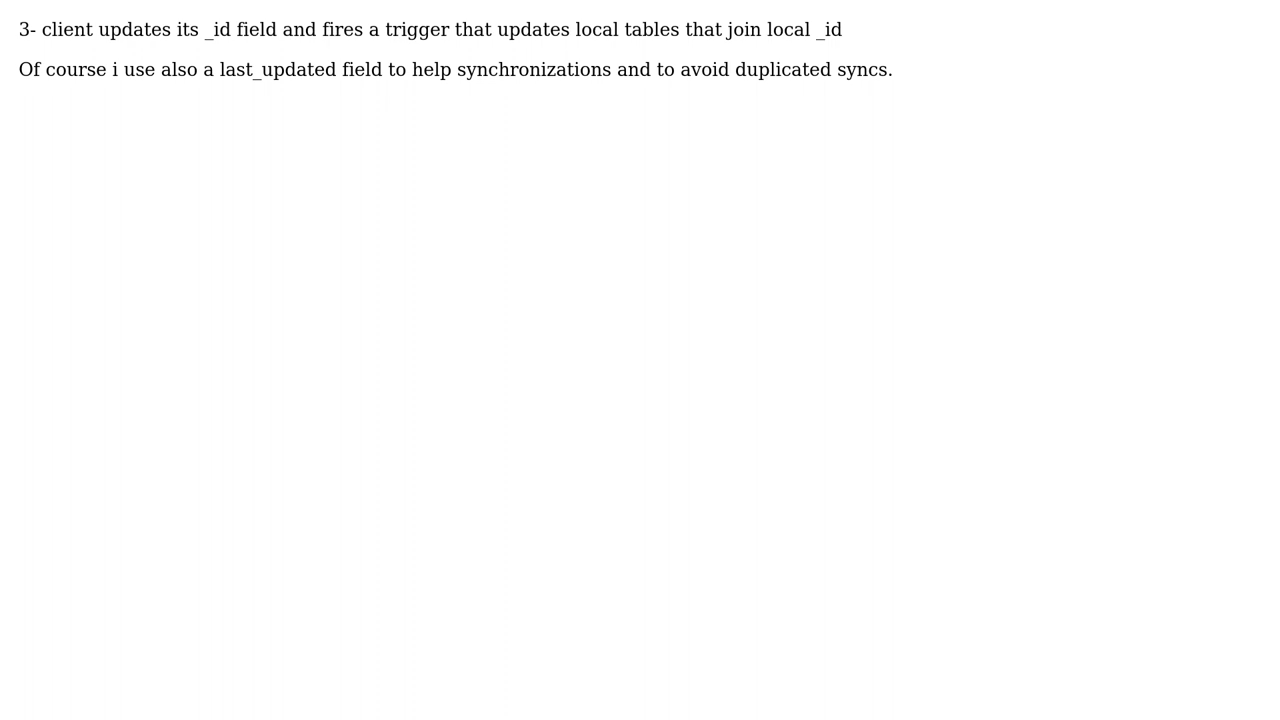 3- client updates its _id field and fires a trigger that updates local tables that join local _id
Of course i use also a last_updated field to help synchronizations and to avoid duplicated syncs.